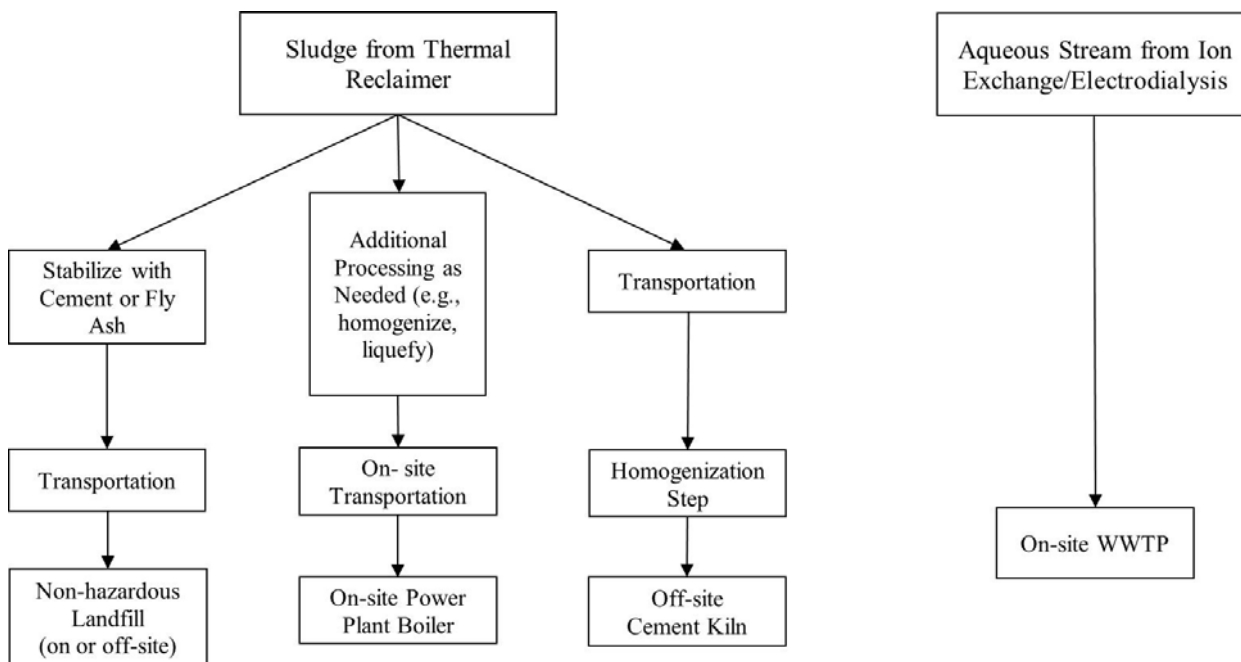 Sludge from Thermal
Reclaimer
Aqueous Stream from Ion
Exchange/Electrodialysis
Stabilize with
Cement or Fly
Ash
Additional
Processing as
Needed (e.g.,
homogenize,
liquefy)
Transportation
Transportation
On- site
Transportation
Homogenization
Step
On-site WWTP
Non-hazardous
Landfill
(on or off-site)
On-site Power
Plant Boiler
Off-site
Cement Kiln